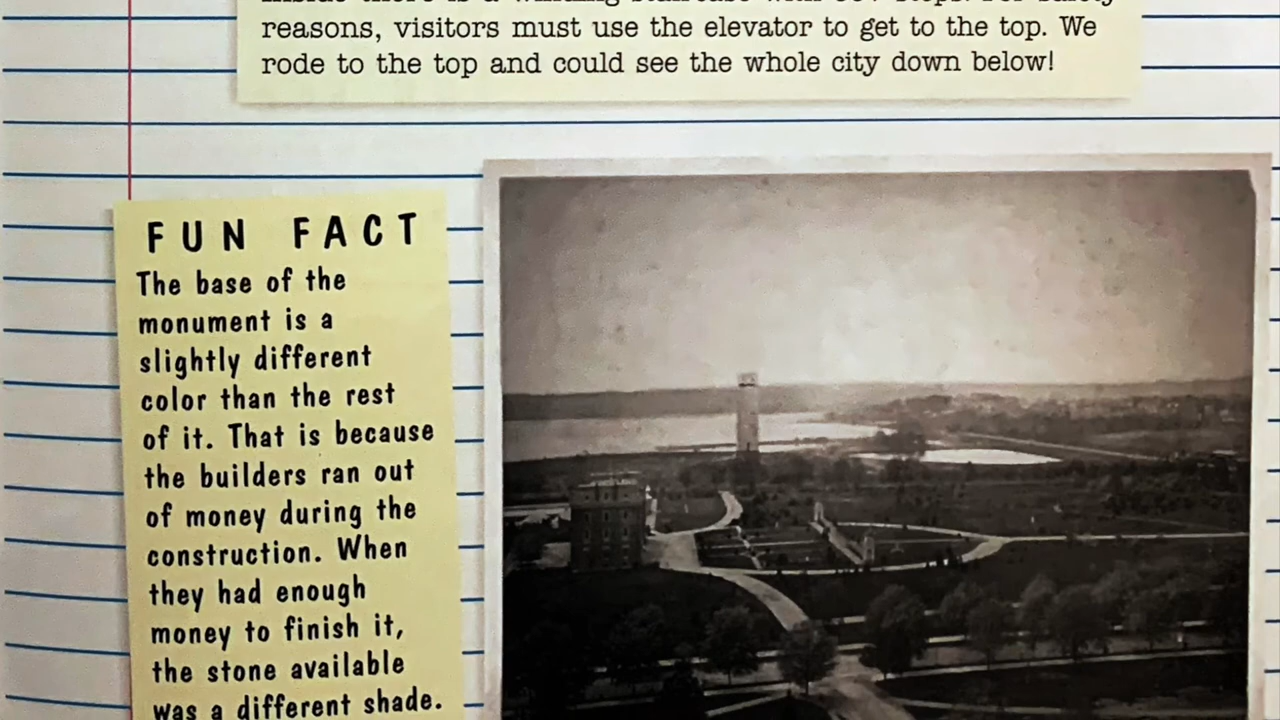 reasons, visitors must use the elevator to get to the top. We
rode to the top and could see the whole city down below!
FUN FACT
The base of the
monument is a
slightly different
color than the rest
of it. That is because
the builders ran out
of money during the
construction. When
they had enough
money to finish it,
the stone available
was a different shade.